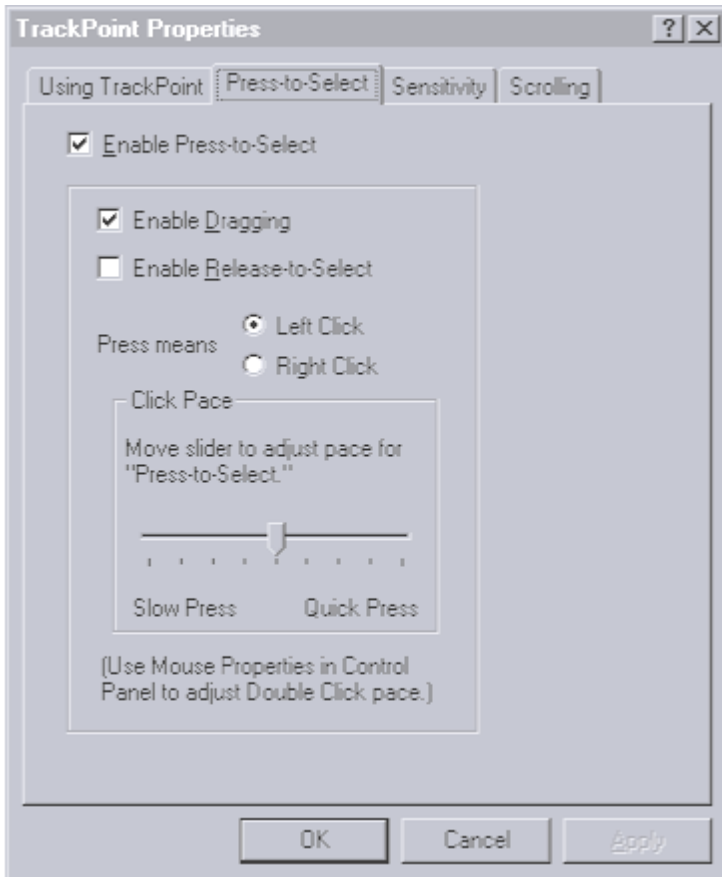 TrackPoint Properties
Using TrackPoint Press-to-Select Sensitivity Scrolling
Enable Press-to-Select
Enable Dragging
Enable Release-to-Select
Press means
Left Click
Right Click
Click Pace
Move slider to adjust pace for
"Press-to-Select."
Slow Press Quick Press
(Use Mouse Properties in Control
Panel to adjust Double Click pace.)
OK Cancel Apply